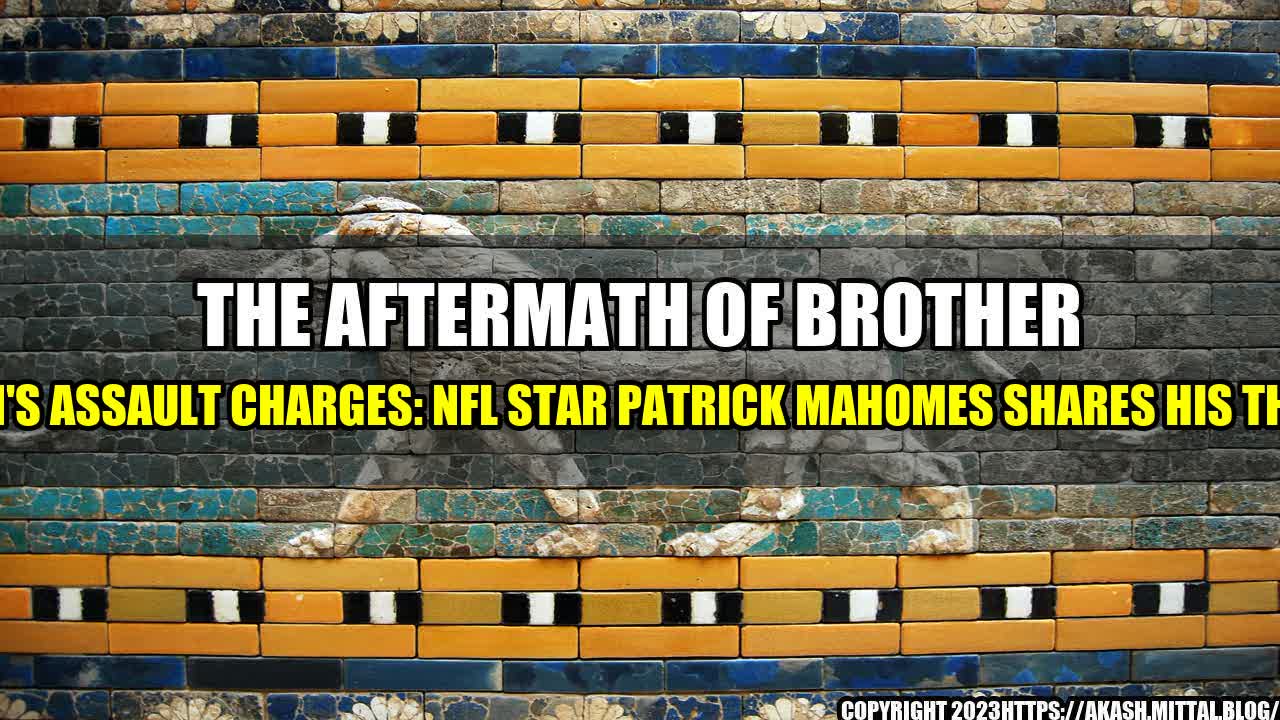 THE AFTERMATH OF BROTHER
'S ASSAULT CHARGES: NFL STAR PATRICK MAHOMES SHARES HIS TH
COPYRIGHT 2023HTTPS://AKASH.MITTAL.BLOG/